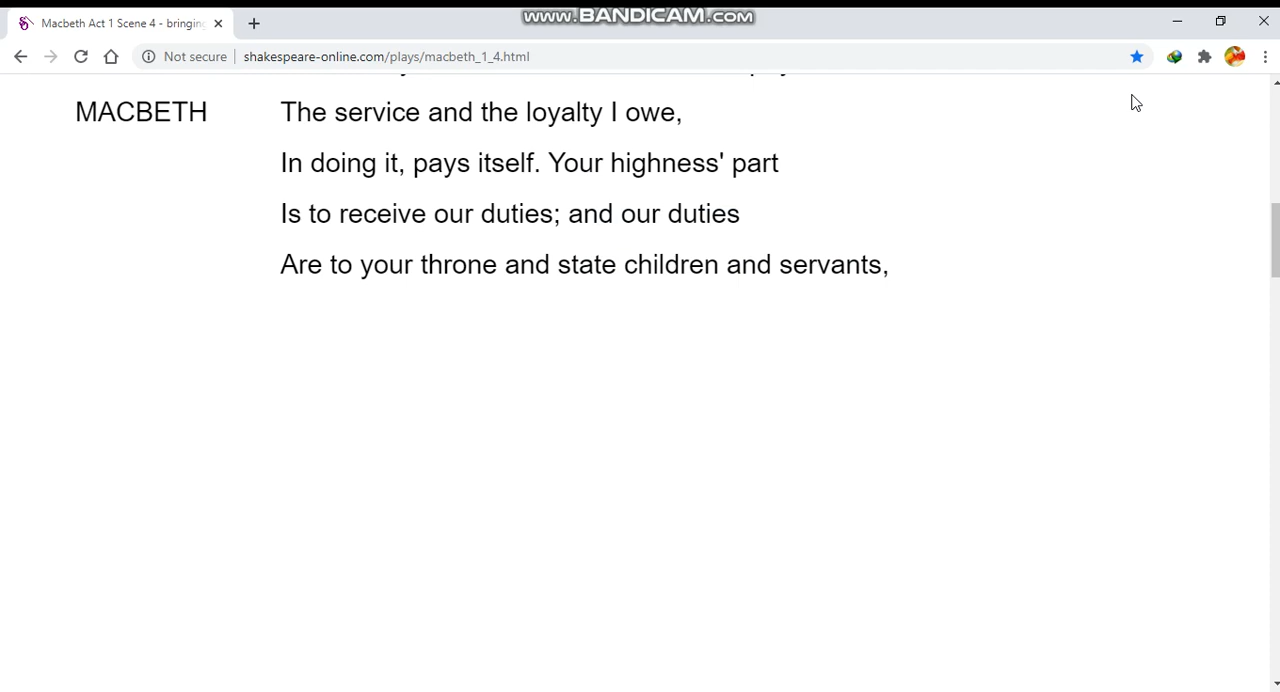 www.BANDICAM.com
Macbeth Act 1 Scene 4 - bringing
Not secure
shakespeare-online.com/plays/macbeth_1_4.html
MACBETH The service and the loyalty I owe,
In doing it, pays itself. Your highness' part
Is to receive our duties; and our duties
Are to your throne and state children and servants,